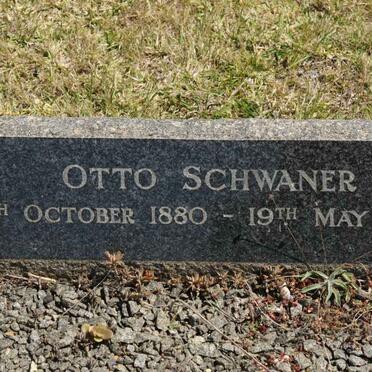 OTTO SCHWANER
TH OCTOBER 1880 - 19TH MAY